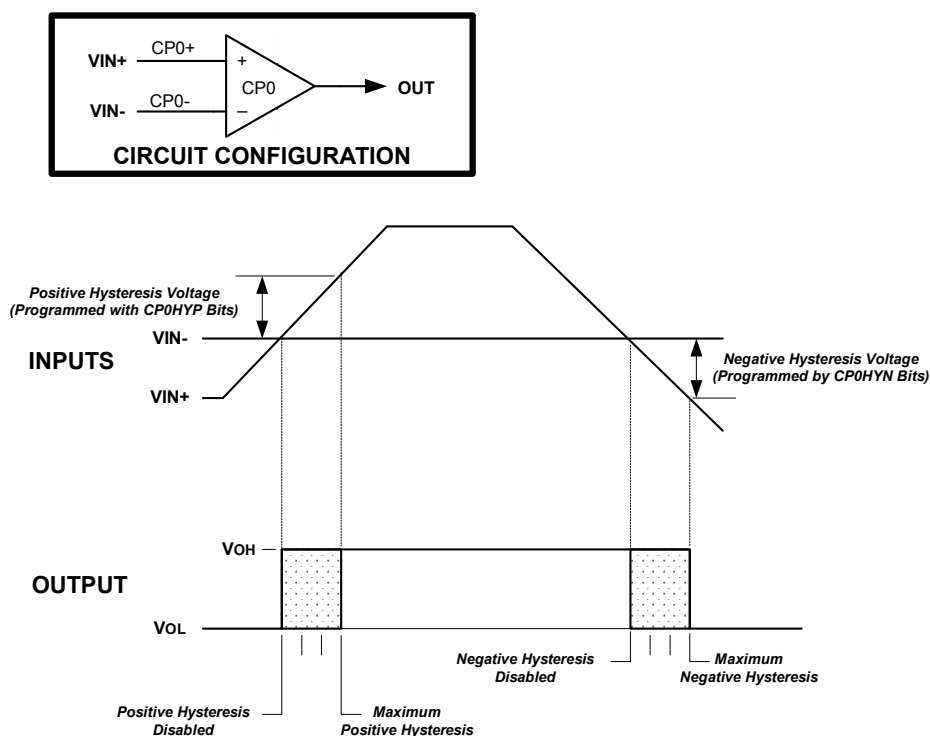 VIN+
CP0+
+
CP0
OUT
VIN-
CP0-
_
CIRCUIT CONFIGURATION
Positive Hysteresis Voltage
(Programmed with CP0HYP Bits)
VIN-
INPUTS
Negative Hysteresis Voltage
(Programmed by CP0HYN Bits)
VIN+
VOH
OUTPUT
VOL
Negative Hysteresis
Disabled
Maximum
Negative Hysteresis
Positive Hysteresis
Disabled
Maximum
Positive Hysteresis